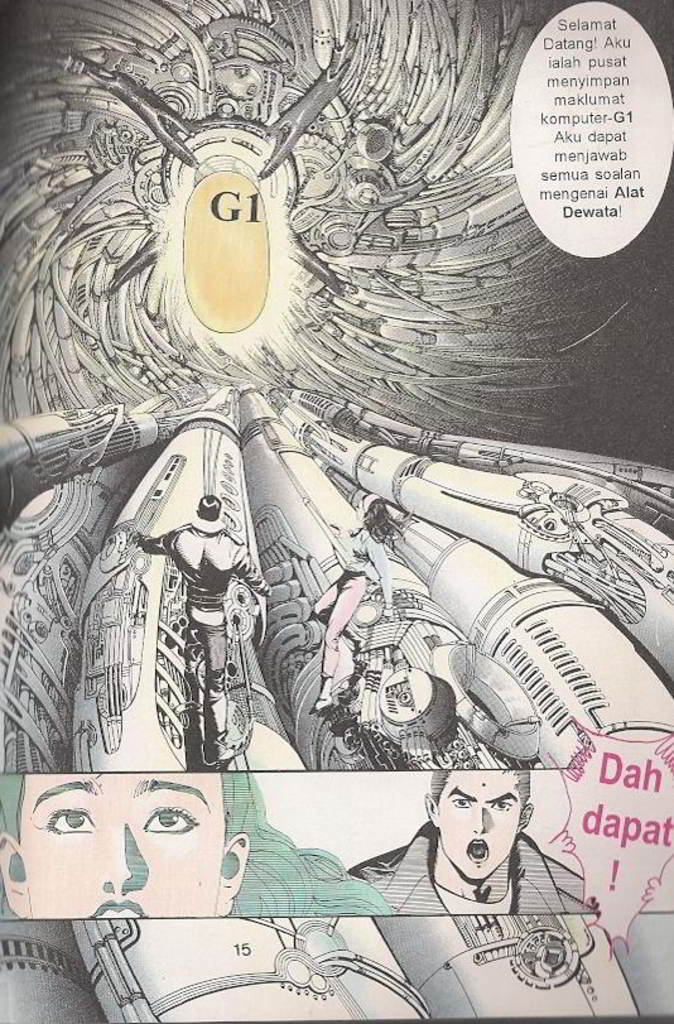 Selamat
Datang! Aku
ialah pusat
menyimpan
maklumat
komputer-G1
Aku dapat
menjawab
semua soalan
mengenai Alat
Dewata!
G1
Dah
dapat
!
15